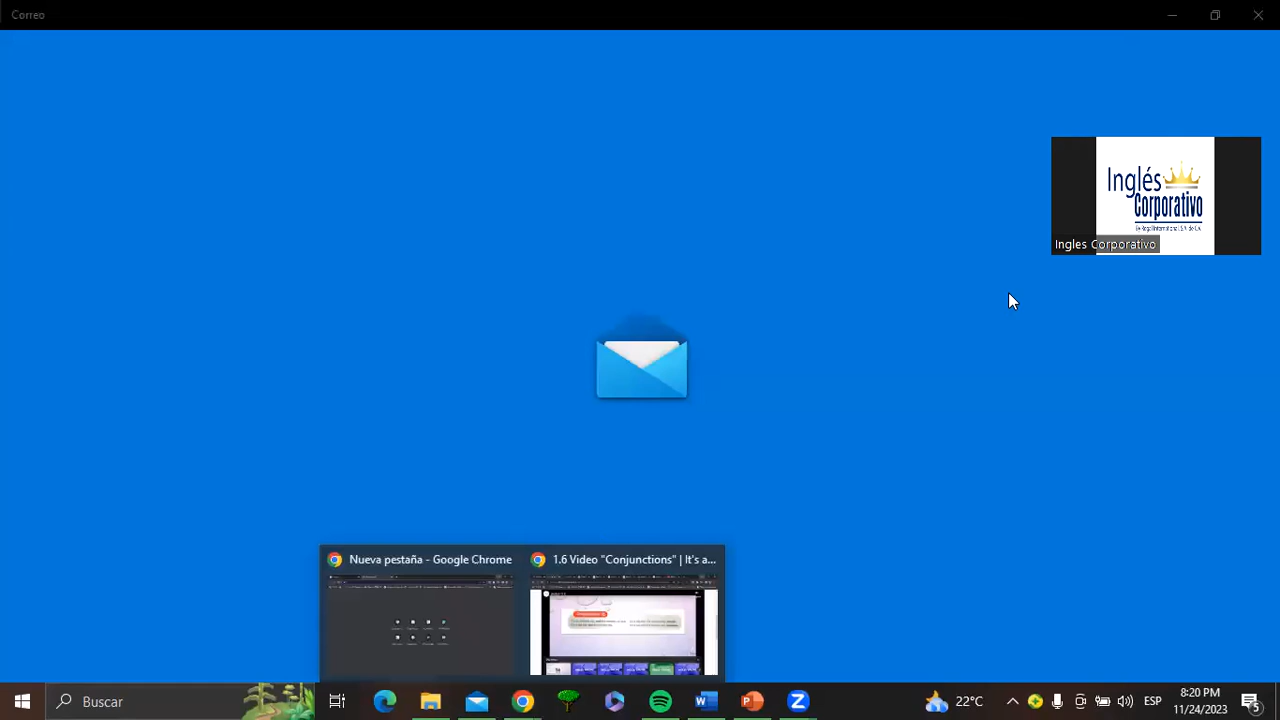 Correo
Inglés
Corporativo
Ingles Corporativo
Nueva pestaña - Google Chrome
1.6 Video "Conjunctions" | It's a...
Buscar
22°C
ESP
8:20 PM
11/24/2023
5